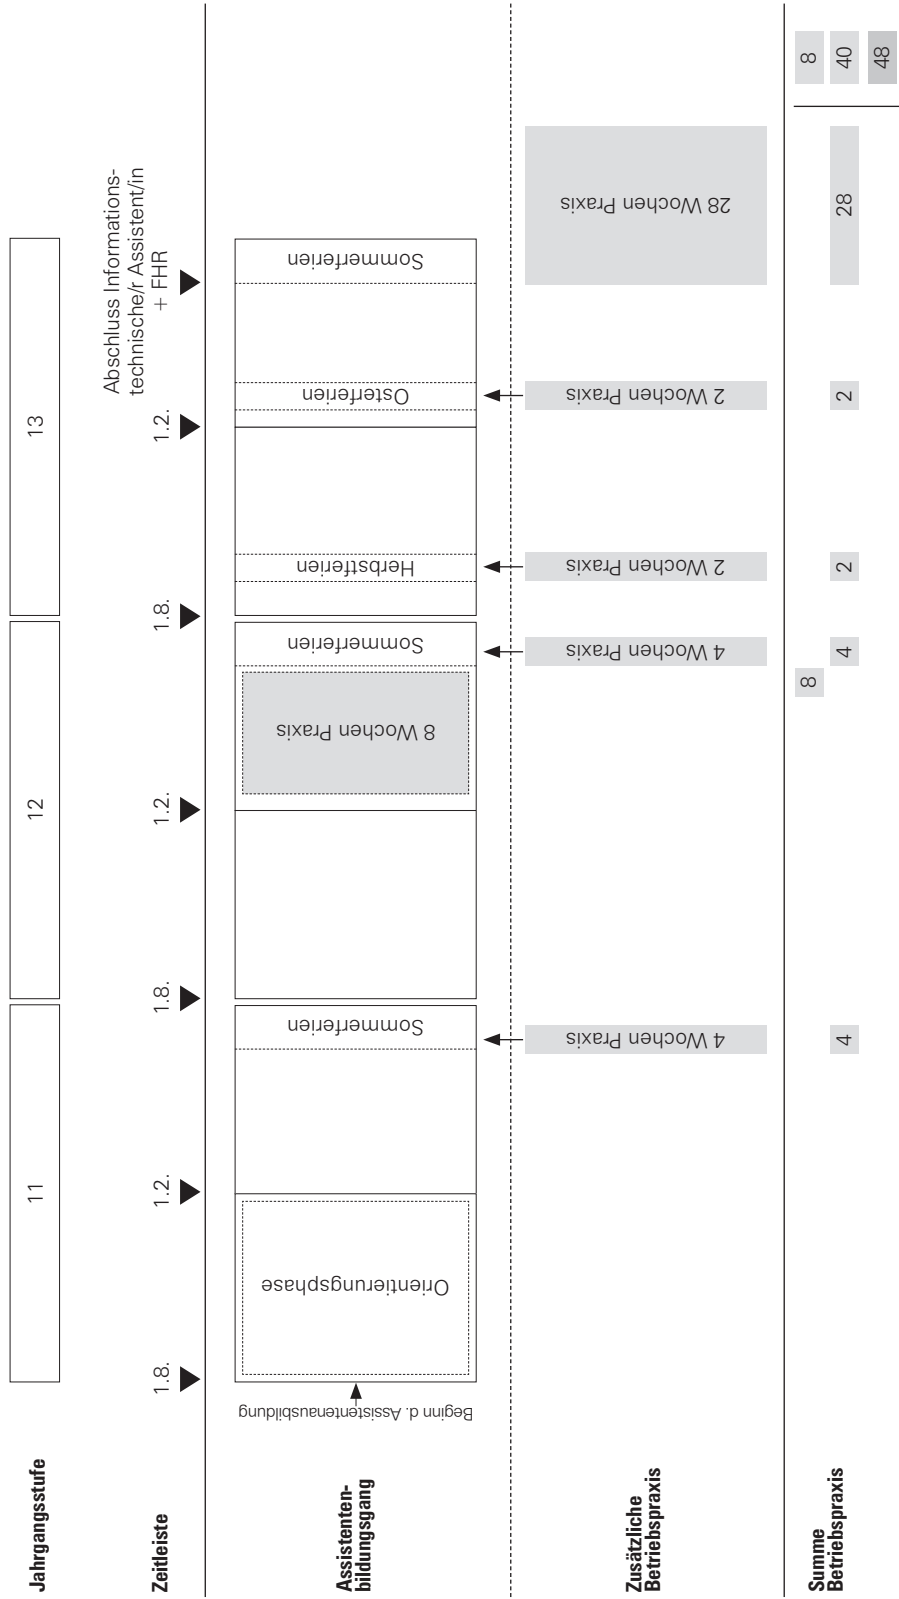 Jahrgangsstufe
11
12
13
Zeitleiste
1.8.
1.2.
1.8.
1.2.
1.8.
1.2.
Abschluss Informations-
technische/r Assistent/in
+ FHR
Assistenten-
bildungsgang
Beginn d. Assistentenausbildung
Orientierungsphase
Sommerferien
8 Wochen Praxis
Sommerferien
Herbstferien
Osterferien
Sommerferien
Zusätzliche
Betriebspraxis
4 Wochen Praxis
4 Wochen Praxis
2 Wochen Praxis
2 Wochen Praxis
28 Wochen Praxis
Summe
Betriebspraxis
8
8
4
4
2
2
28
40
48